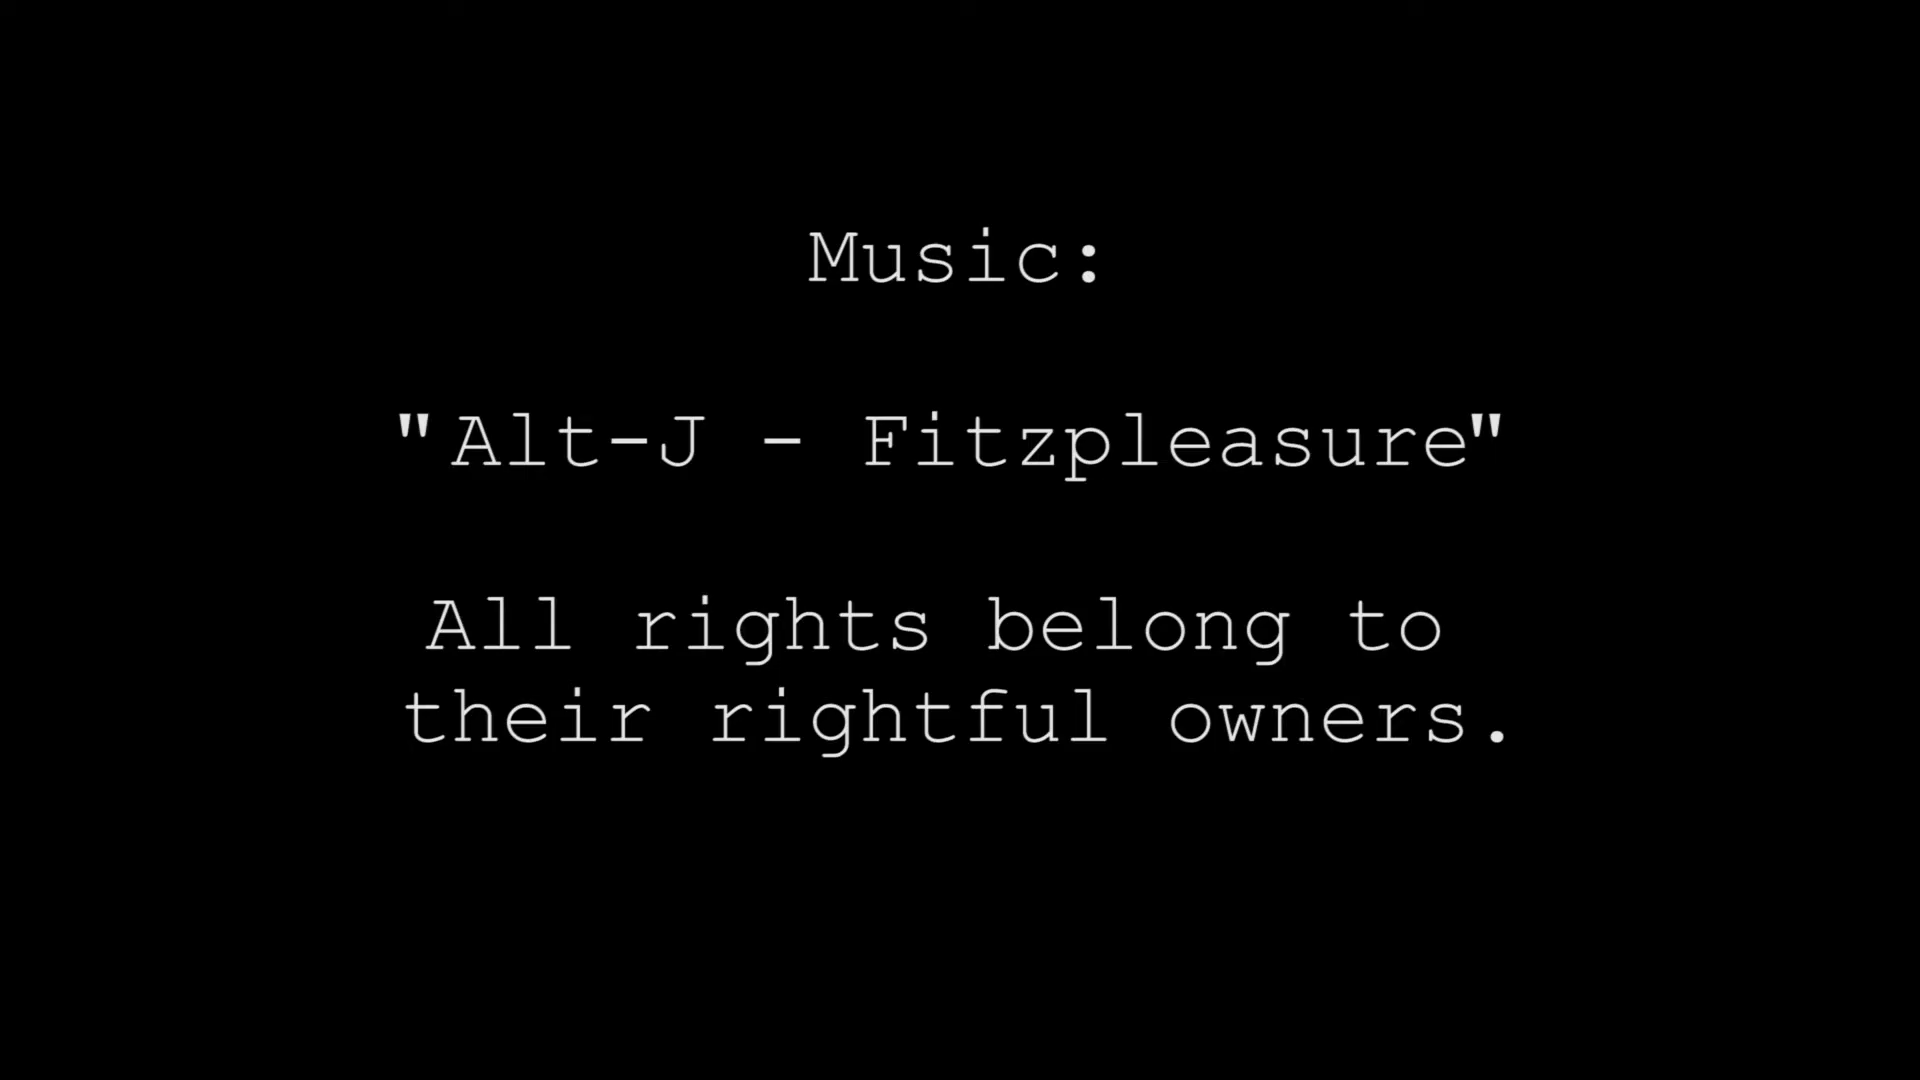 Music:
"Alt-J - Fitzpleasure"
All rights belong to
their rightful owners.